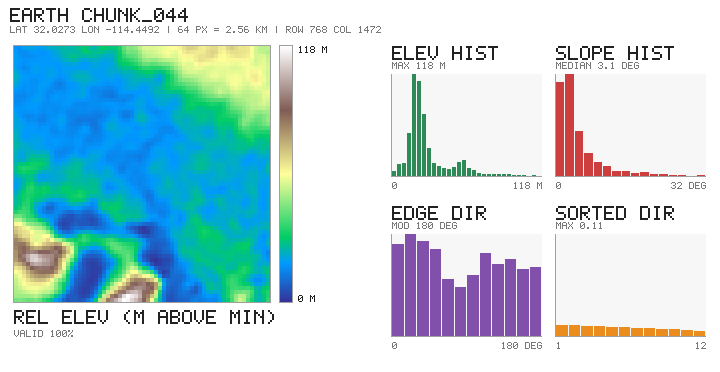 EARTH CHUNK_044
LAT 32.0273 LON -114.4492 | 64 PX = 2.56 KM | ROW 768 COL 1472
118 M
0 M
REL ELEV (M ABOVE MIN)
VALID 100%
ELEV HIST
MAX 118 M
0 118 M
SLOPE HIST
MEDIAN 3.1 DEG
0 32 DEG
EDGE DIR
MOD 180 DEG
0 180 DEG
SORTED DIR
MAX 0.11
1 12